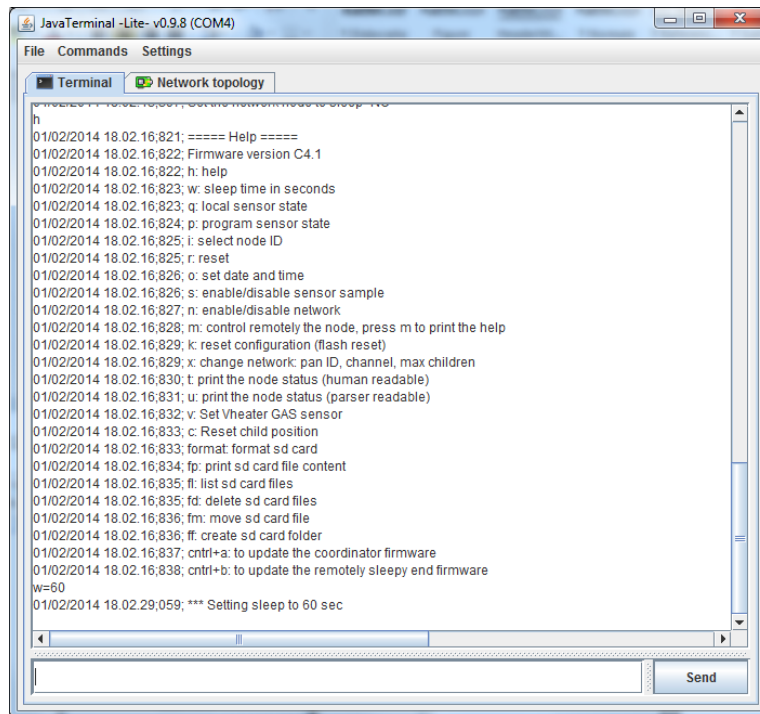 JavaTerminal -Lite- v0.9.8 (COM4)
File Commands Settings
Terminal Network topology
h
01/02/2014 18.02.16;821; ===== Help =====
01/02/2014 18.02.16;822; Firmware version C4.1
01/02/2014 18.02.16;822; h: help
01/02/2014 18.02.16;823; w: sleep time in seconds
01/02/2014 18.02.16;823; q: local sensor state
01/02/2014 18.02.16;824; p: program sensor state
01/02/2014 18.02.16;825; i: select node ID
01/02/2014 18.02.16;825; r: reset
01/02/2014 18.02.16;826; o: set date and time
01/02/2014 18.02.16;826; s: enable/disable sensor sample
01/02/2014 18.02.16;827; n: enable/disable network
01/02/2014 18.02.16;828; m: control remotely the node, press m to print the help
01/02/2014 18.02.16;829; k: reset configuration (flash reset)
01/02/2014 18.02.16;829; x: change network: pan ID, channel, max children
01/02/2014 18.02.16;830; t: print the node status (human readable)
01/02/2014 18.02.16;831; u: print the node status (parser readable)
01/02/2014 18.02.16;832; v: Set Vheater GAS sensor
01/02/2014 18.02.16;833; c: Reset child position
01/02/2014 18.02.16;833; format: format sd card
01/02/2014 18.02.16;834; fp: print sd card file content
01/02/2014 18.02.16;835; fl: list sd card files
01/02/2014 18.02.16;835; fd: delete sd card files
01/02/2014 18.02.16;836; fm: move sd card file
01/02/2014 18.02.16;836; ff: create sd card folder
01/02/2014 18.02.16;837; cntrl+a: to update the coordinator firmware
01/02/2014 18.02.16;838; cntrl+b: to update the remotely sleepy end firmware
w=60
01/02/2014 18.02.29;059; *** Setting sleep to 60 sec
Send